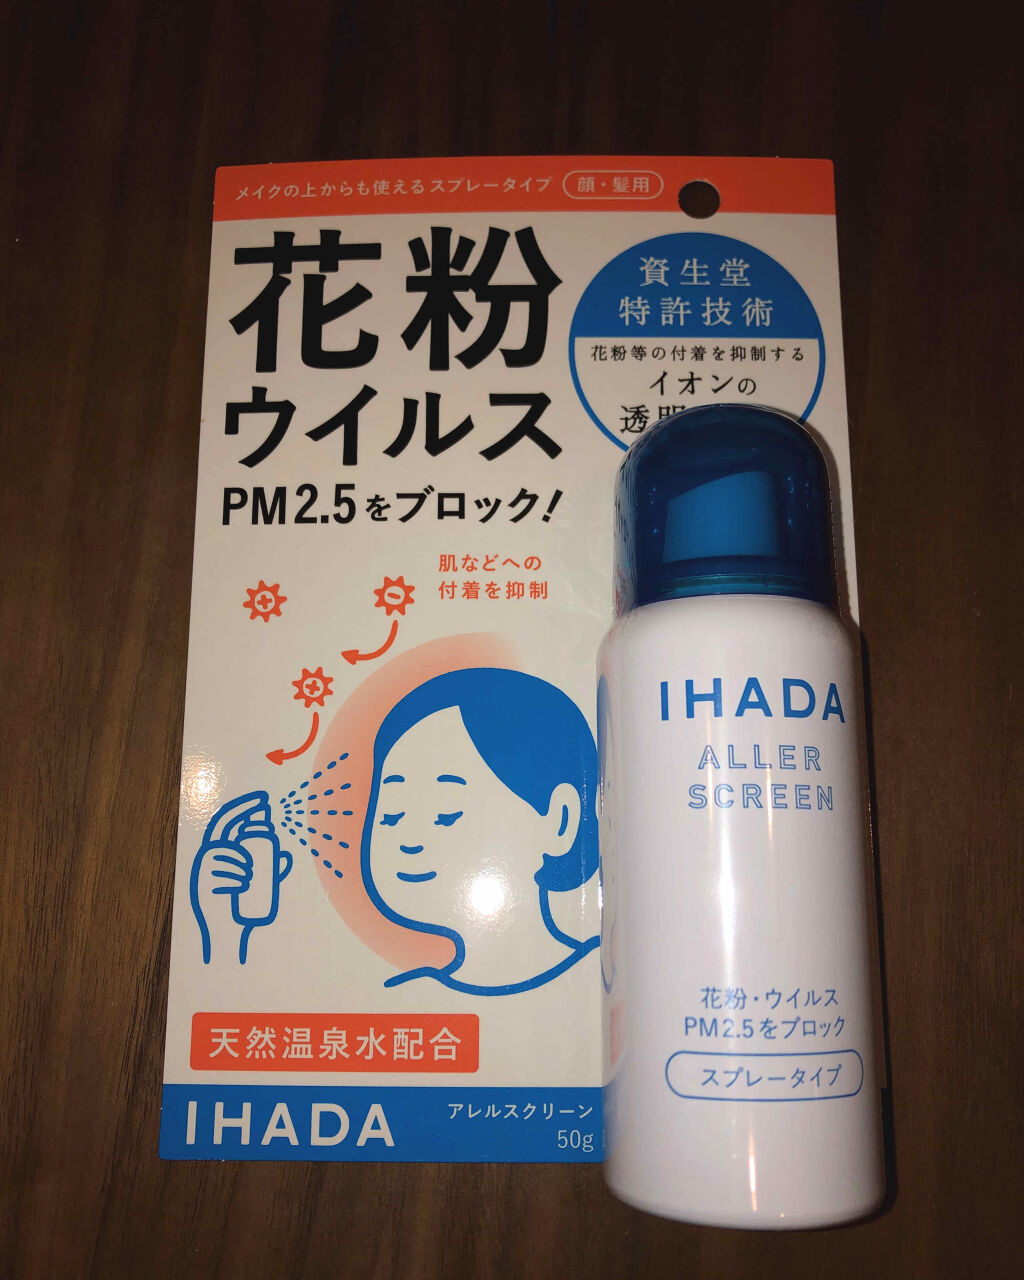 メイクの上からも使えるスプレータイプ 顔・髪用
花粉
ウイルス
PM2.5をブロック!
資生堂
特許技術
花粉等の付着を抑制する
イオンの
透明
肌などへの
付着を抑制
天然温泉水配合
IHADA
アレルスクリーン
50g
IHADA
ALLER
SCREEN
花粉・ウイルス
PM2.5をブロック
スプレータイプ